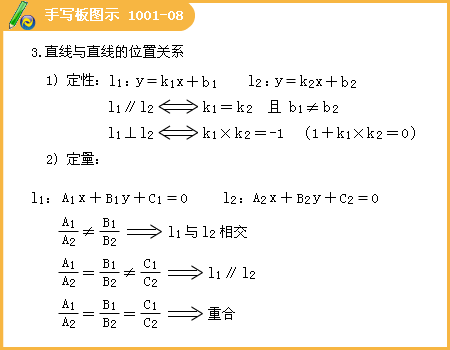 手写板图示 1001-08
3.直线与直线的位置关系
1) 定性: l1:y=k1x+b1 l2:y=k2x+b2
l1∥l2⟺k1=k2 且 b1≠b2
l1⊥l2⟺k1×k2=-1 (1+k1×k2=0)
2) 定量:
l1: A1x+B1y+C1=0 l2: A2x+B2y+C2=0
A1/A2≠B1/B2⟹l1与l2相交
A1/A2=B1/B2≠C1/C2⟹l1∥l2
A1/A2=B1/B2=C1/C2⟹重合